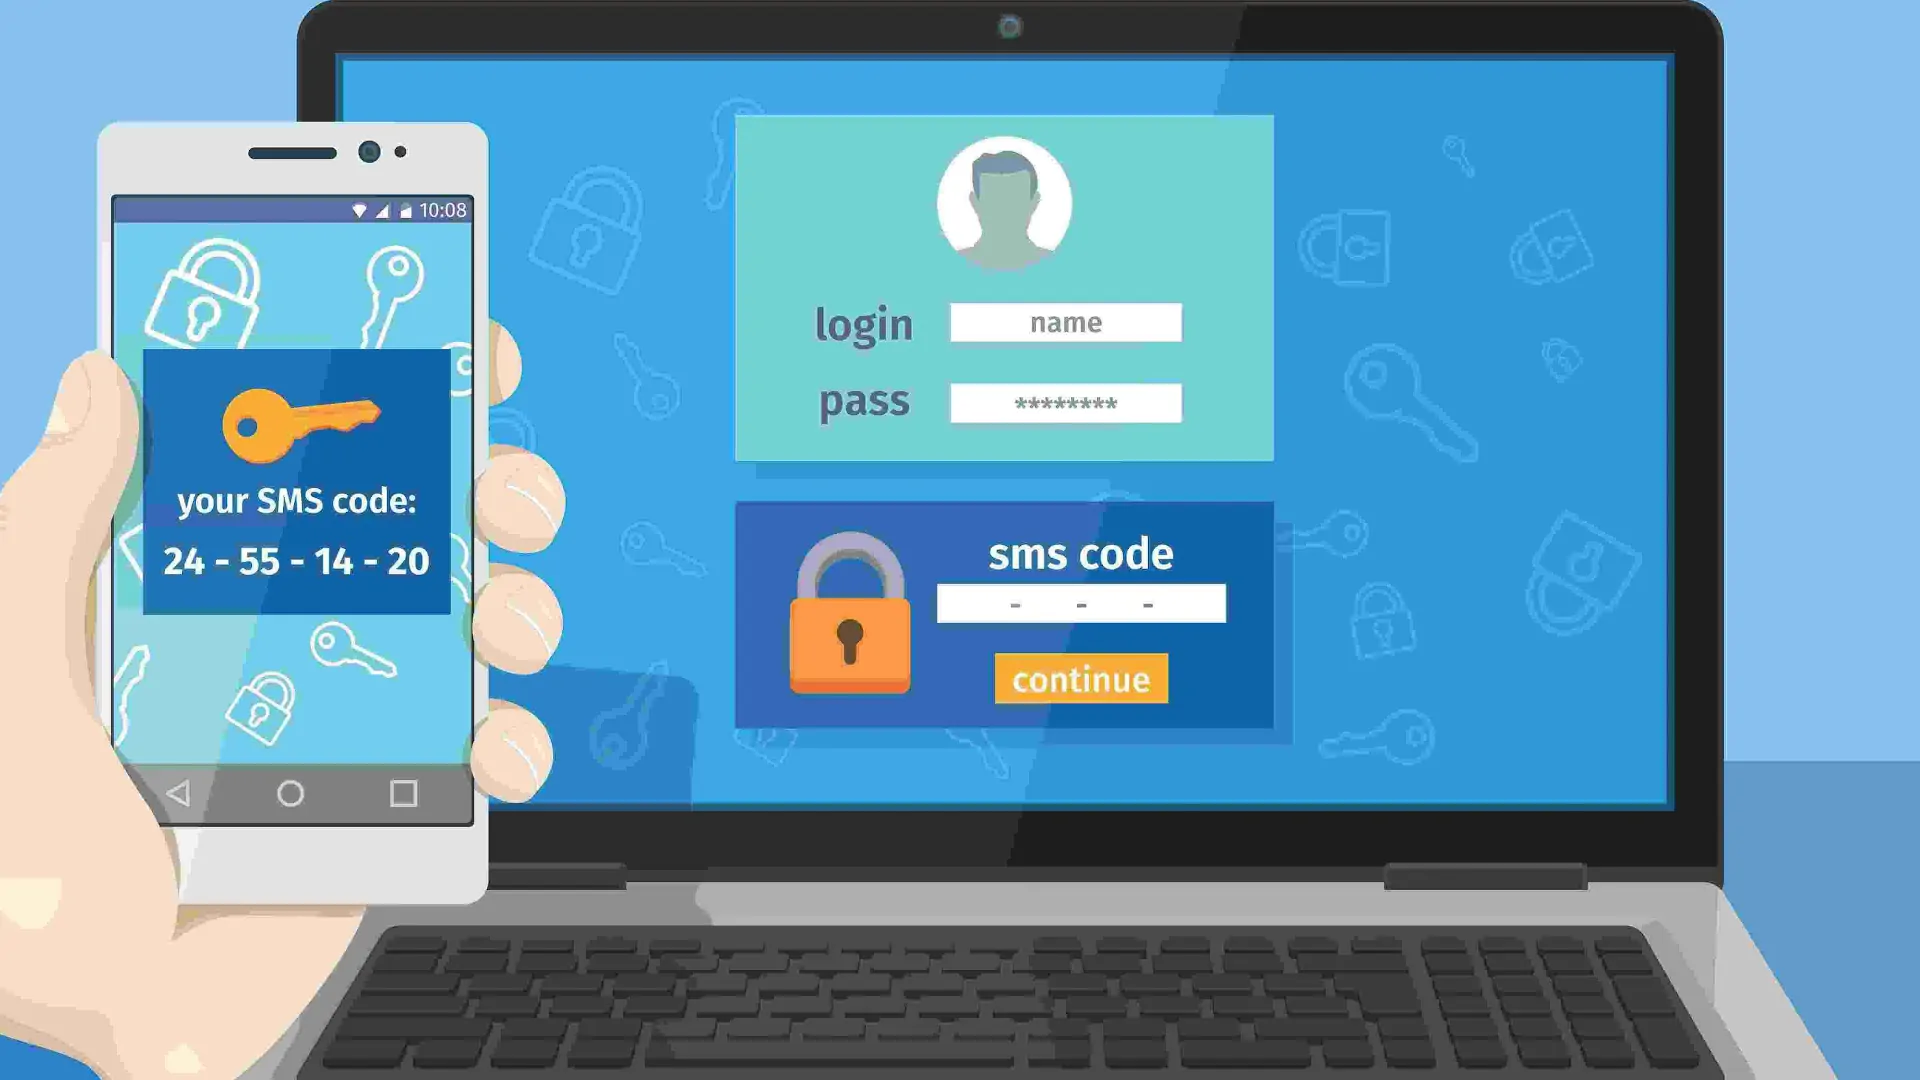 10:08
your SMS code:
24 - 55 - 14 - 20
login
name
pass
********
sms code
- - -
continue